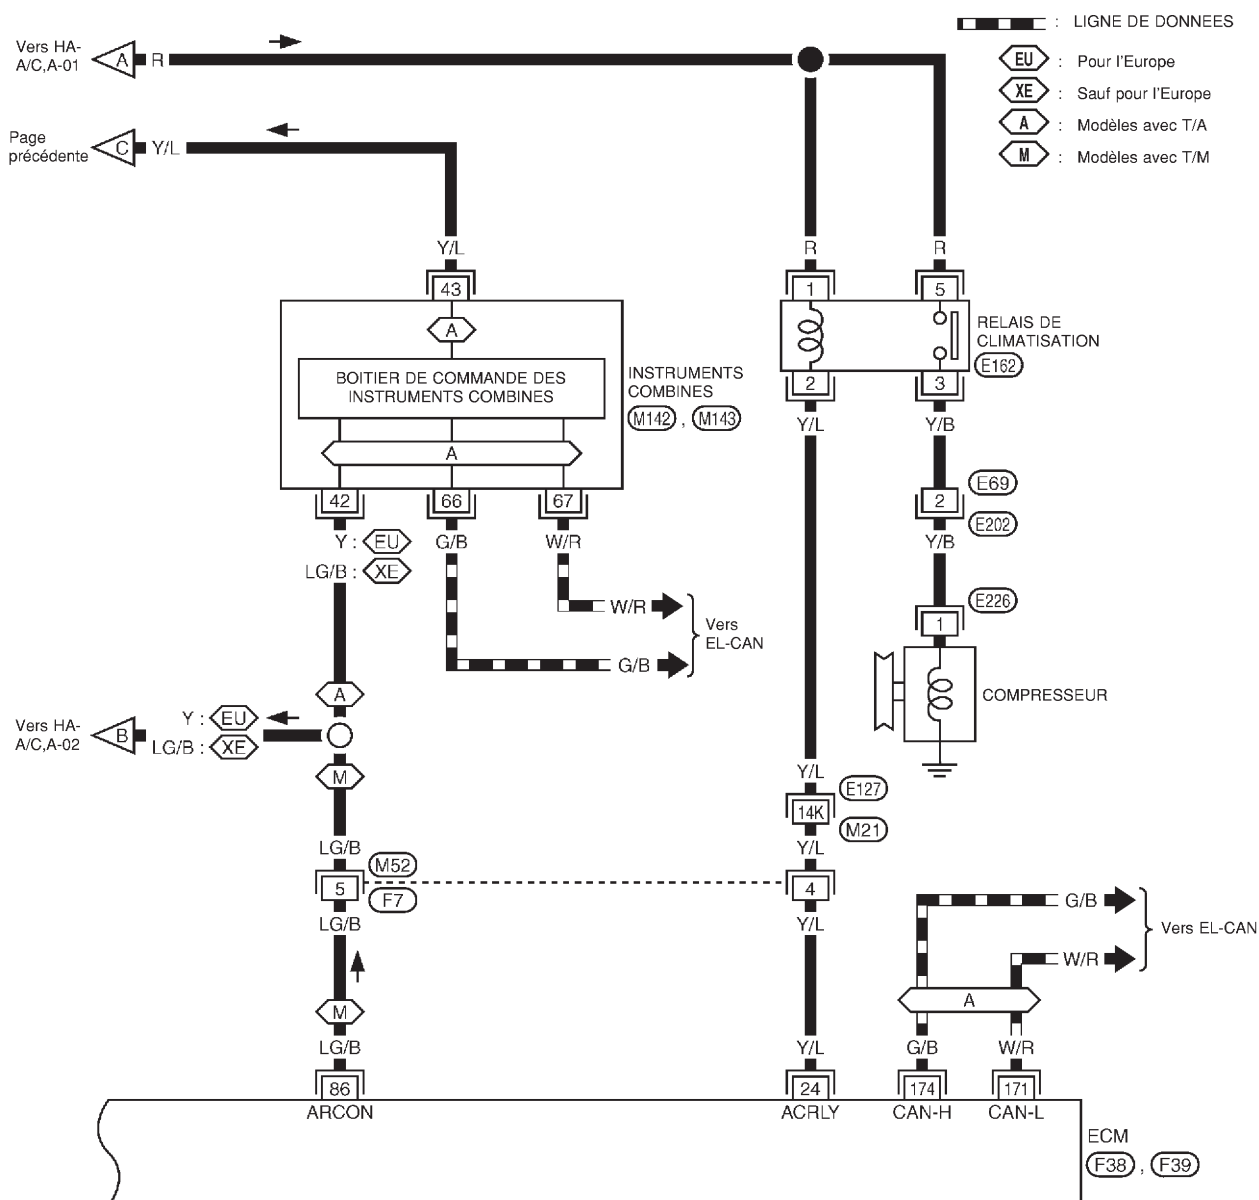 : LIGNE DE DONNEES
EU : Pour l'Europe
XE : Sauf pour l'Europe
A : Modèles avec T/A
M : Modèles avec T/M
Vers HA-
A/C,A-01
A R
Page
précédente
C Y/L
Y/L
R R
43
1 5
A
RELAIS DE
CLIMATISATION
E162
BOITIER DE COMMANDE DES
INSTRUMENTS COMBINES
INSTRUMENTS
COMBINES
M142 , M143
2 3
Y/L Y/B
A
42 66 67
2
E69
E202
Y : EU G/B W/R
Y/B
LG/B : XE
W/R
G/B
Vers
EL-CAN
E226
1
COMPRESSEUR
A
Vers HA-
A/C,A-02
B
Y : EU
LG/B : XE
M
Y/L
14K
E127
M21
LG/B Y/L
M52
5 4
F7
LG/B Y/L
G/B
W/R
Vers EL-CAN
M
A
LG/B Y/L G/B W/R
86 24 174 171
ARCON ACRLY CAN-H CAN-L
ECM
F38 , F39